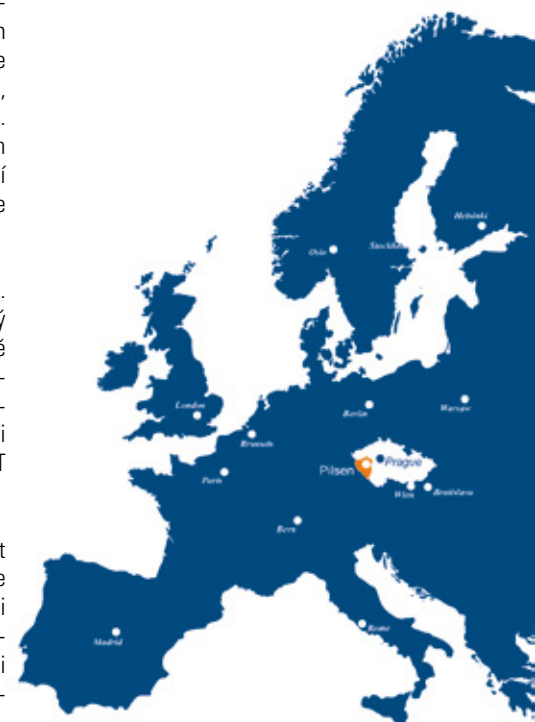 -
n
e
,
.
n
í
e
.
ý
ě
-
-
i
T
t
e
i
-
i
-
Helsinki
Oslo
Stockholm
London
Berlin
Warsaw
Brussels
Prague
Pilsen
Paris
Wien
Bratislava
Bern
Rome
Madrid